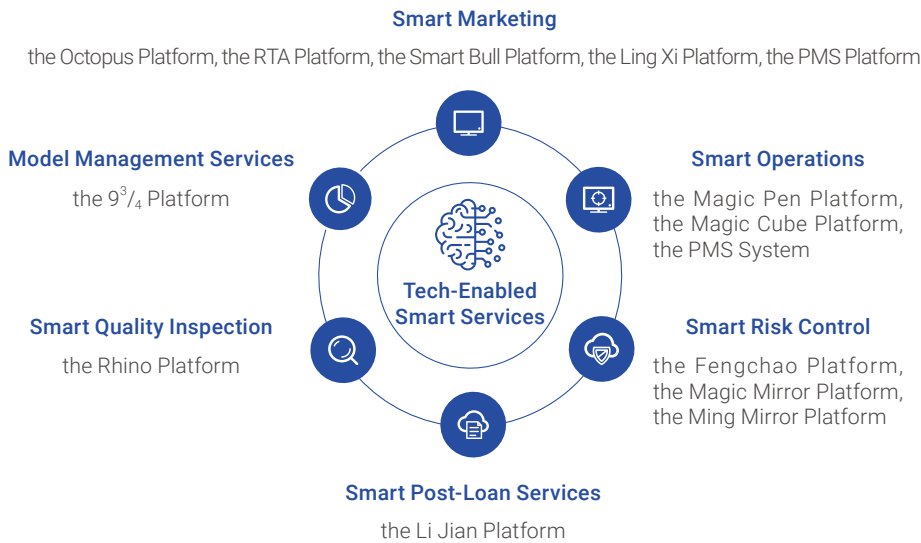 Smart Marketing
the Octopus Platform, the RTA Platform, the Smart Bull Platform, the Ling Xi Platform, the PMS Platform
Model Management Services
the 9³/₄ Platform
Smart Operations
the Magic Pen Platform,
the Magic Cube Platform,
the PMS System
Tech-Enabled
Smart Services
Smart Quality Inspection
the Rhino Platform
Smart Risk Control
the Fengchao Platform,
the Magic Mirror Platform,
the Ming Mirror Platform
Smart Post-Loan Services
the Li Jian Platform